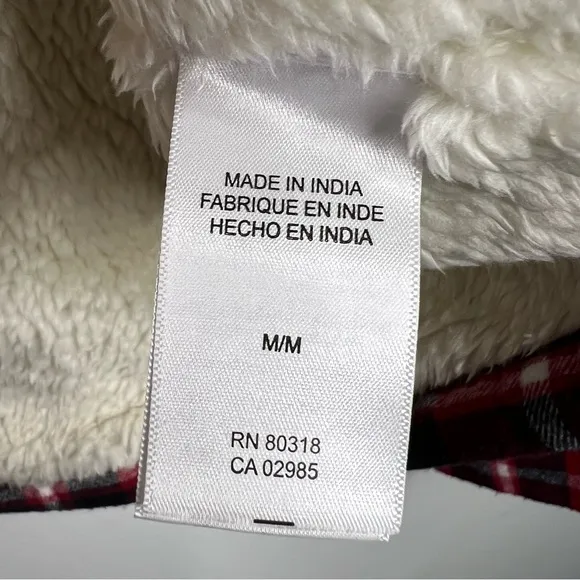 MADE IN INDIA
FABRIQUE EN INDE
HECHO EN INDIA
M/M
RN 80318
CA 02985